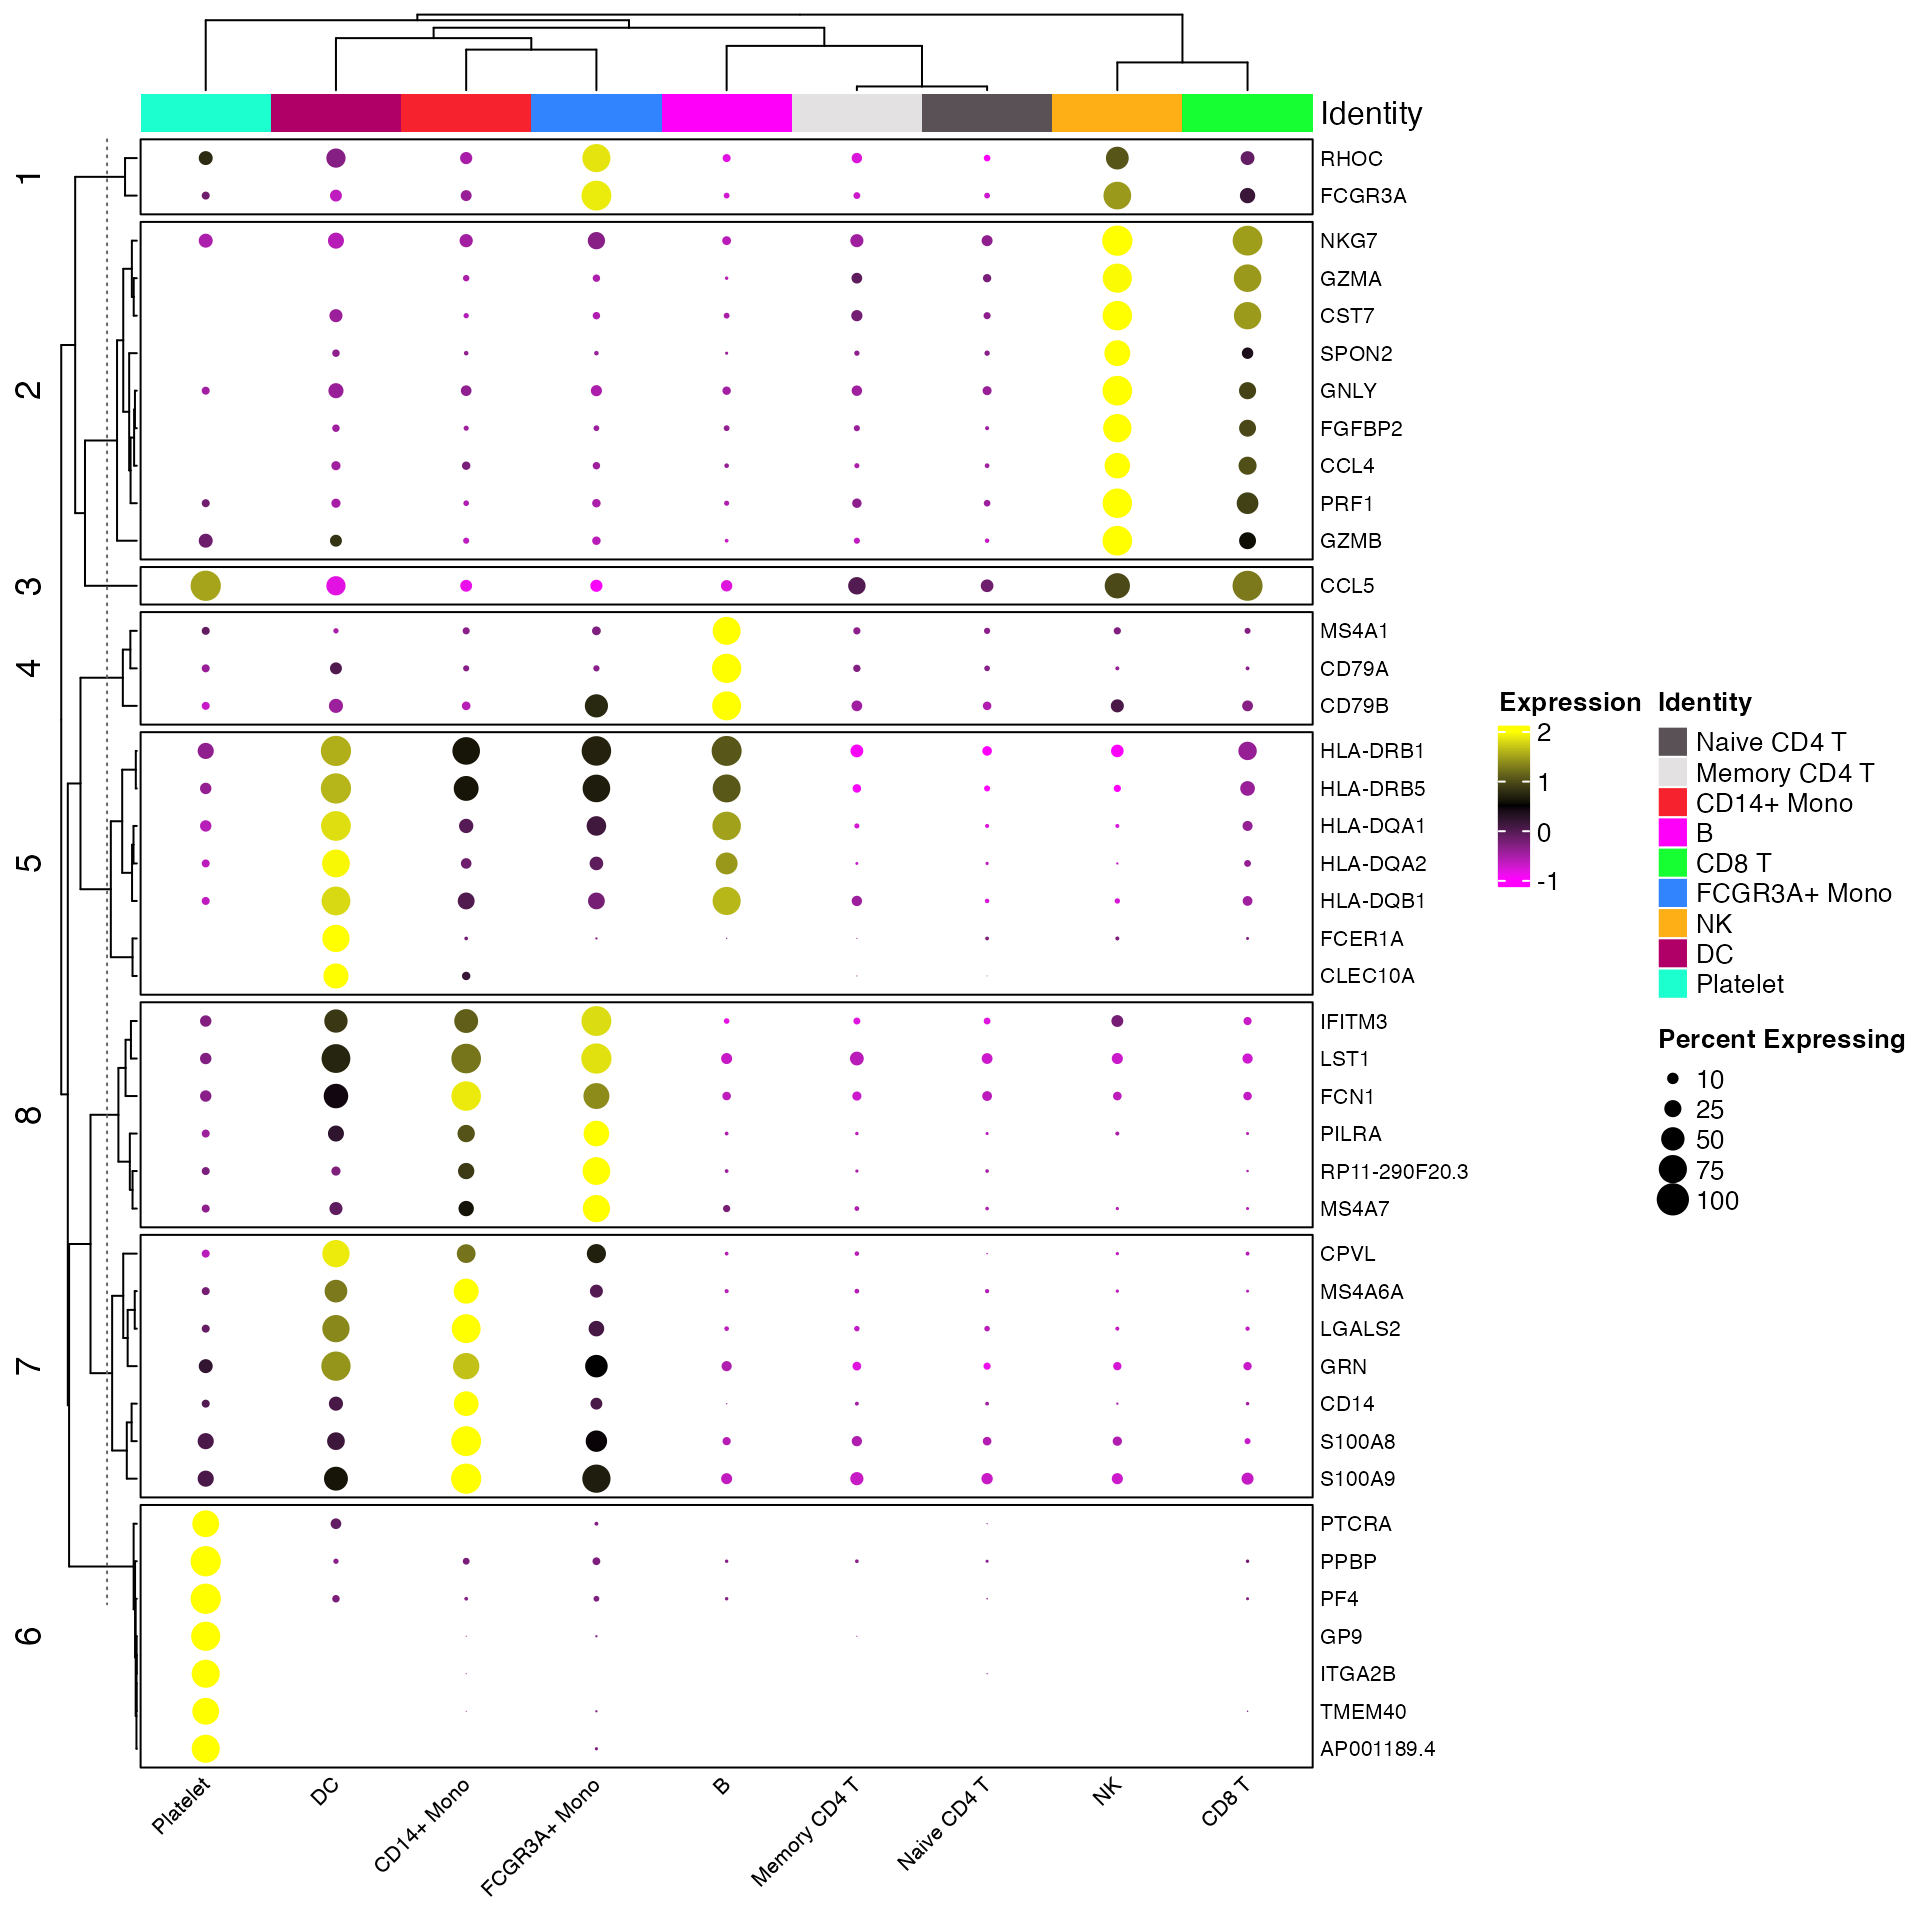 Identity
1
RHOC
FCGR3A
2
NKG7
GZMA
CST7
SPON2
GNLY
FGFBP2
CCL4
PRF1
GZMB
3
CCL5
4
MS4A1
CD79A
CD79B
5
HLA-DRB1
HLA-DRB5
HLA-DQA1
HLA-DQA2
HLA-DQB1
FCER1A
CLEC10A
8
IFITM3
LST1
FCN1
PILRA
RP11-290F20.3
MS4A7
7
CPVL
MS4A6A
LGALS2
GRN
CD14
S100A8
S100A9
6
PTCRA
PPBP
PF4
GP9
ITGA2B
TMEM40
AP001189.4
Platelet
DC
CD14+ Mono
FCGR3A+ Mono
B
Memory CD4 T
Naive CD4 T
NK
CD8 T
Expression
2
1
0
-1
Identity
Naive CD4 T
Memory CD4 T
CD14+ Mono
B
CD8 T
FCGR3A+ Mono
NK
DC
Platelet
Percent Expressing
10
25
50
75
100